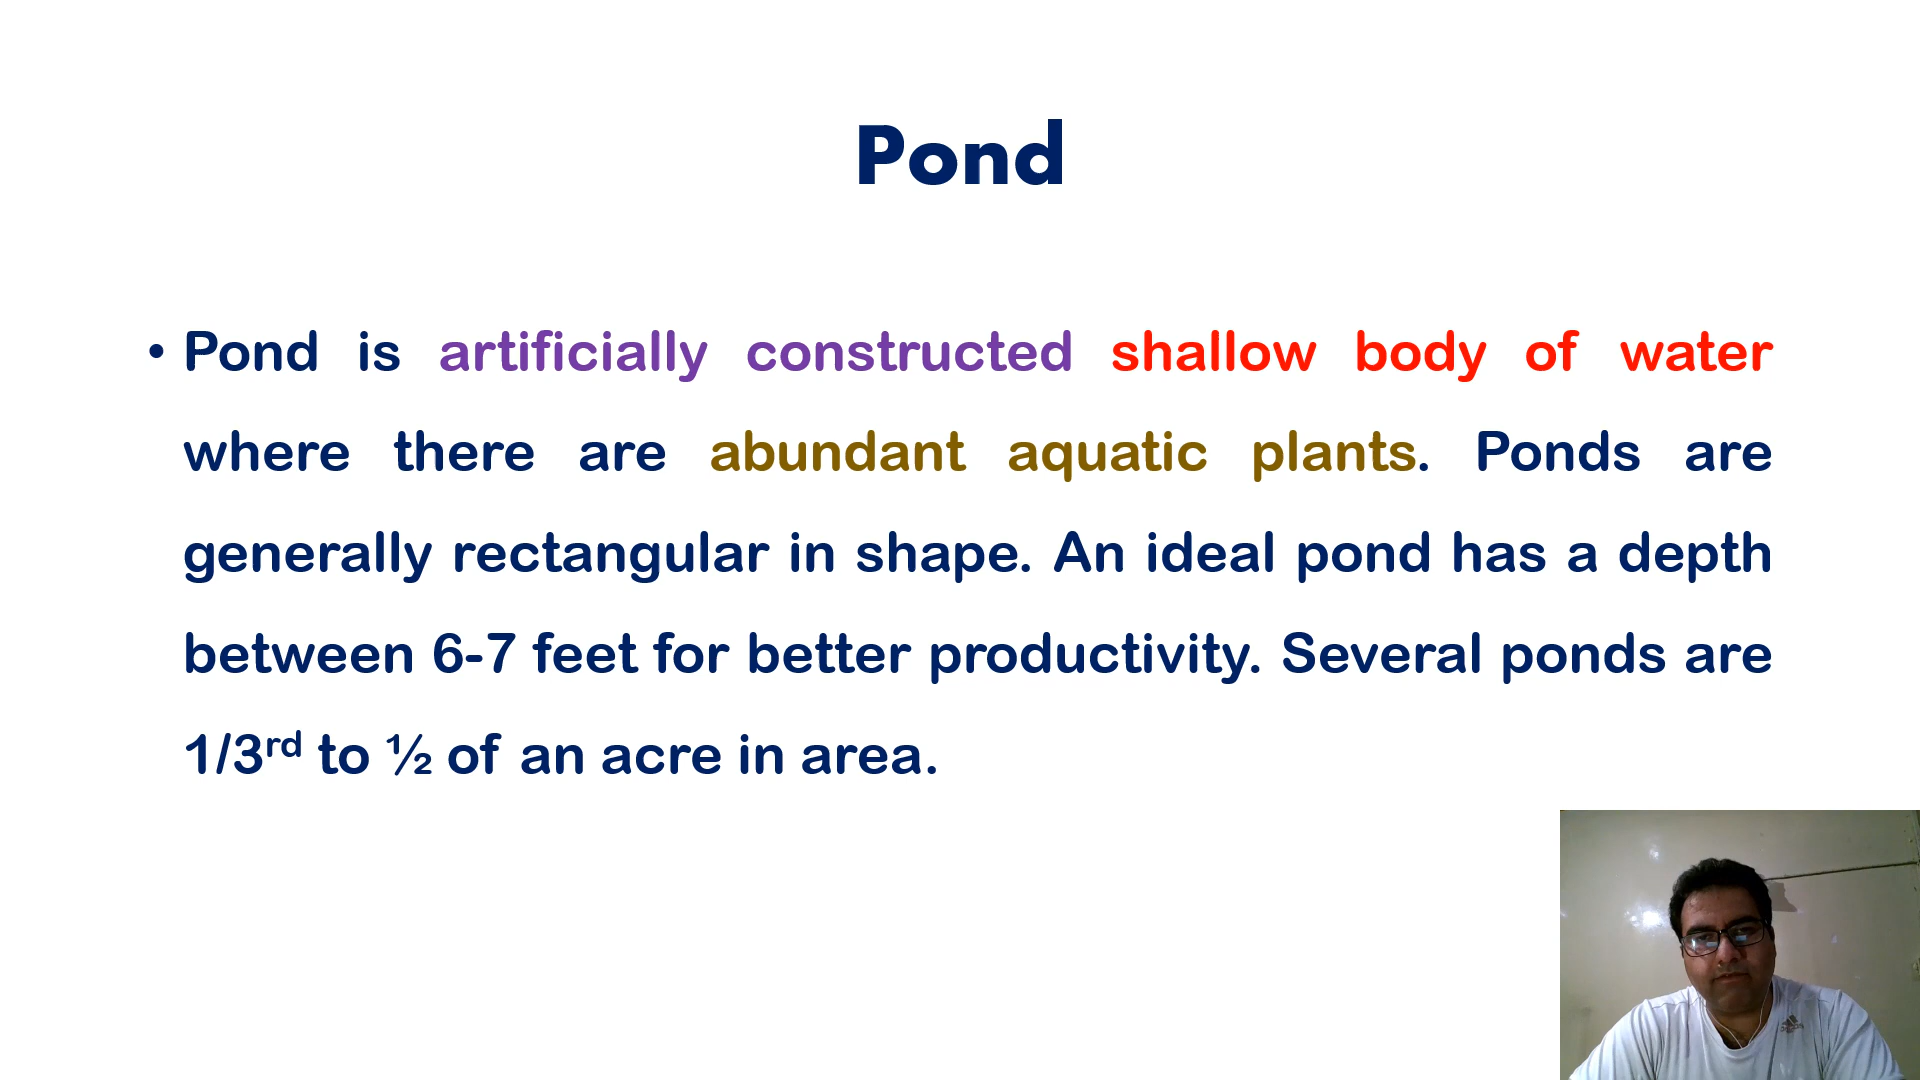 Pond
• Pond is artificially constructed shallow body of water
where there are abundant aquatic plants. Ponds are
generally rectangular in shape. An ideal pond has a depth
between 6-7 feet for better productivity. Several ponds are
1/3rd to ½ of an acre in area.